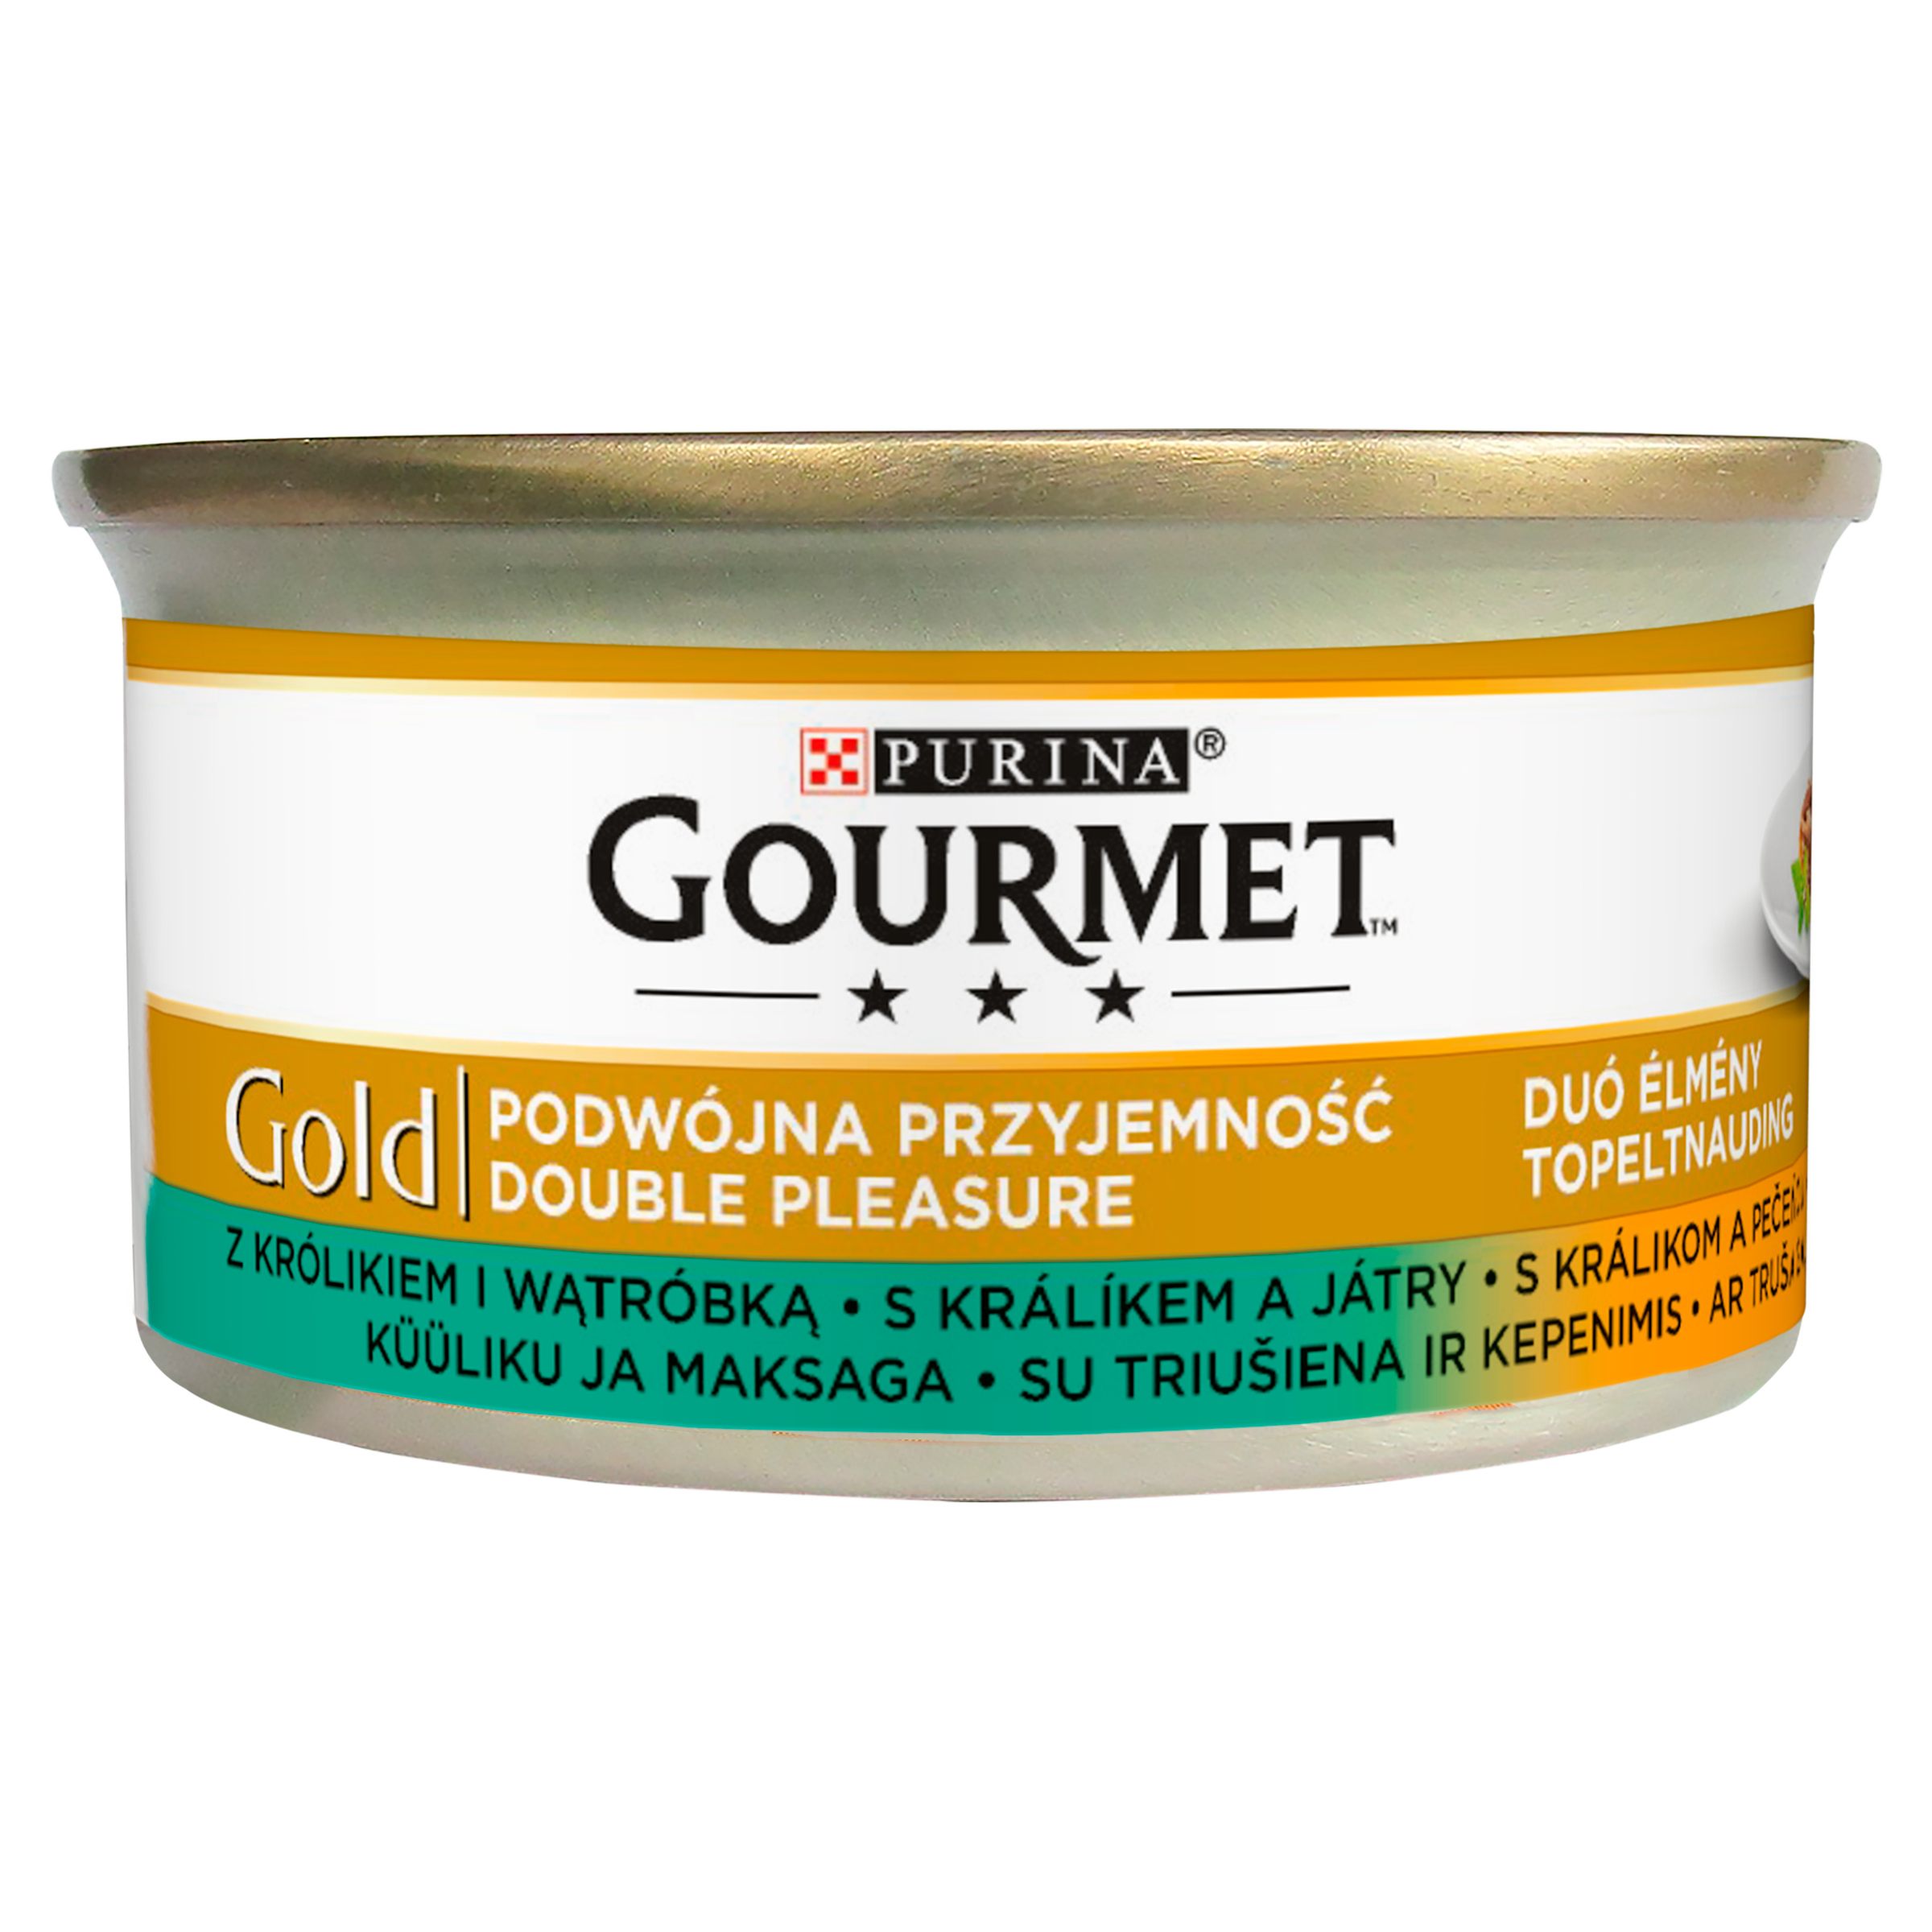 PURINA®
GOURMET™
Gold
PODWÓJNA PRZYJEMNOŚĆ
DOUBLE PLEASURE
DUÓ ÉLMÉNY
TOPELTNAUDING
Z KRÓLIKIEM I WĄTRÓBKĄ • S KRÁLÍKEM A JÁTRY • S KRÁLIKOM A
KÜÜLIKU JA MAKSAGA • SU TRIUŠIENA IR KEPENIMIS • AR